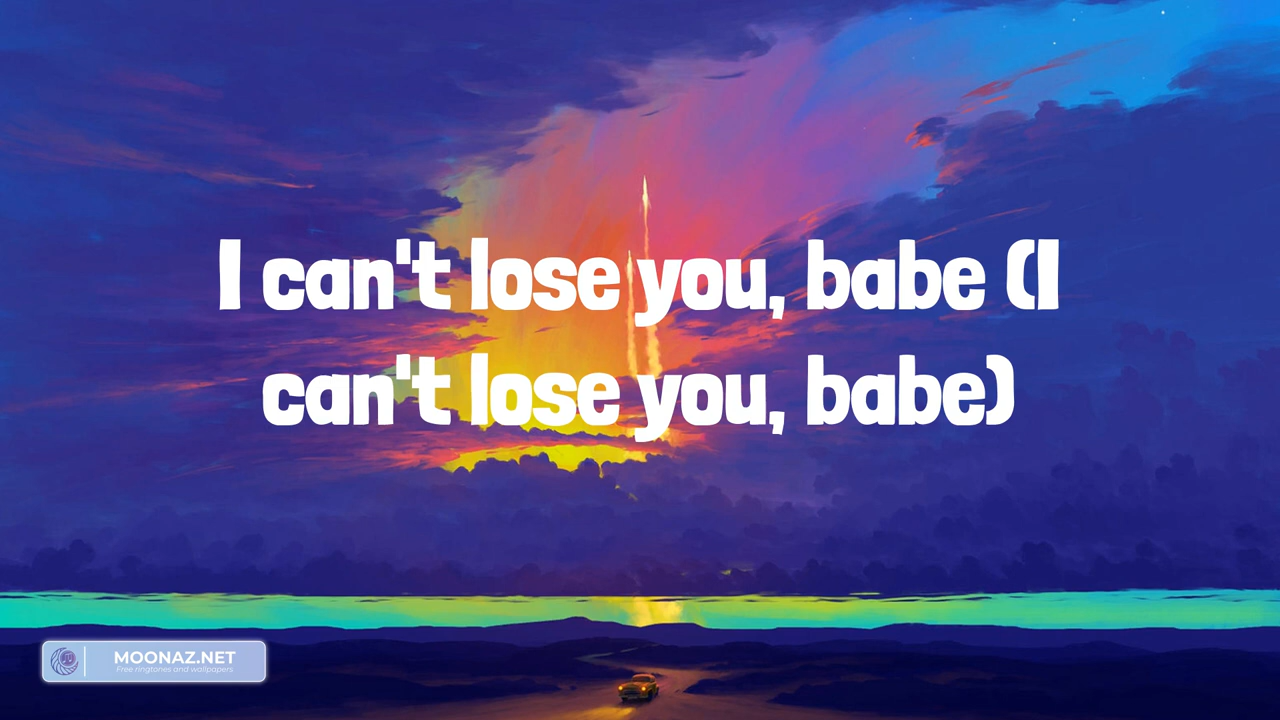 I can't lose you, babe (I
can't lose you, babe)
MOONAZ.NET
Free ringtones and wallpapers